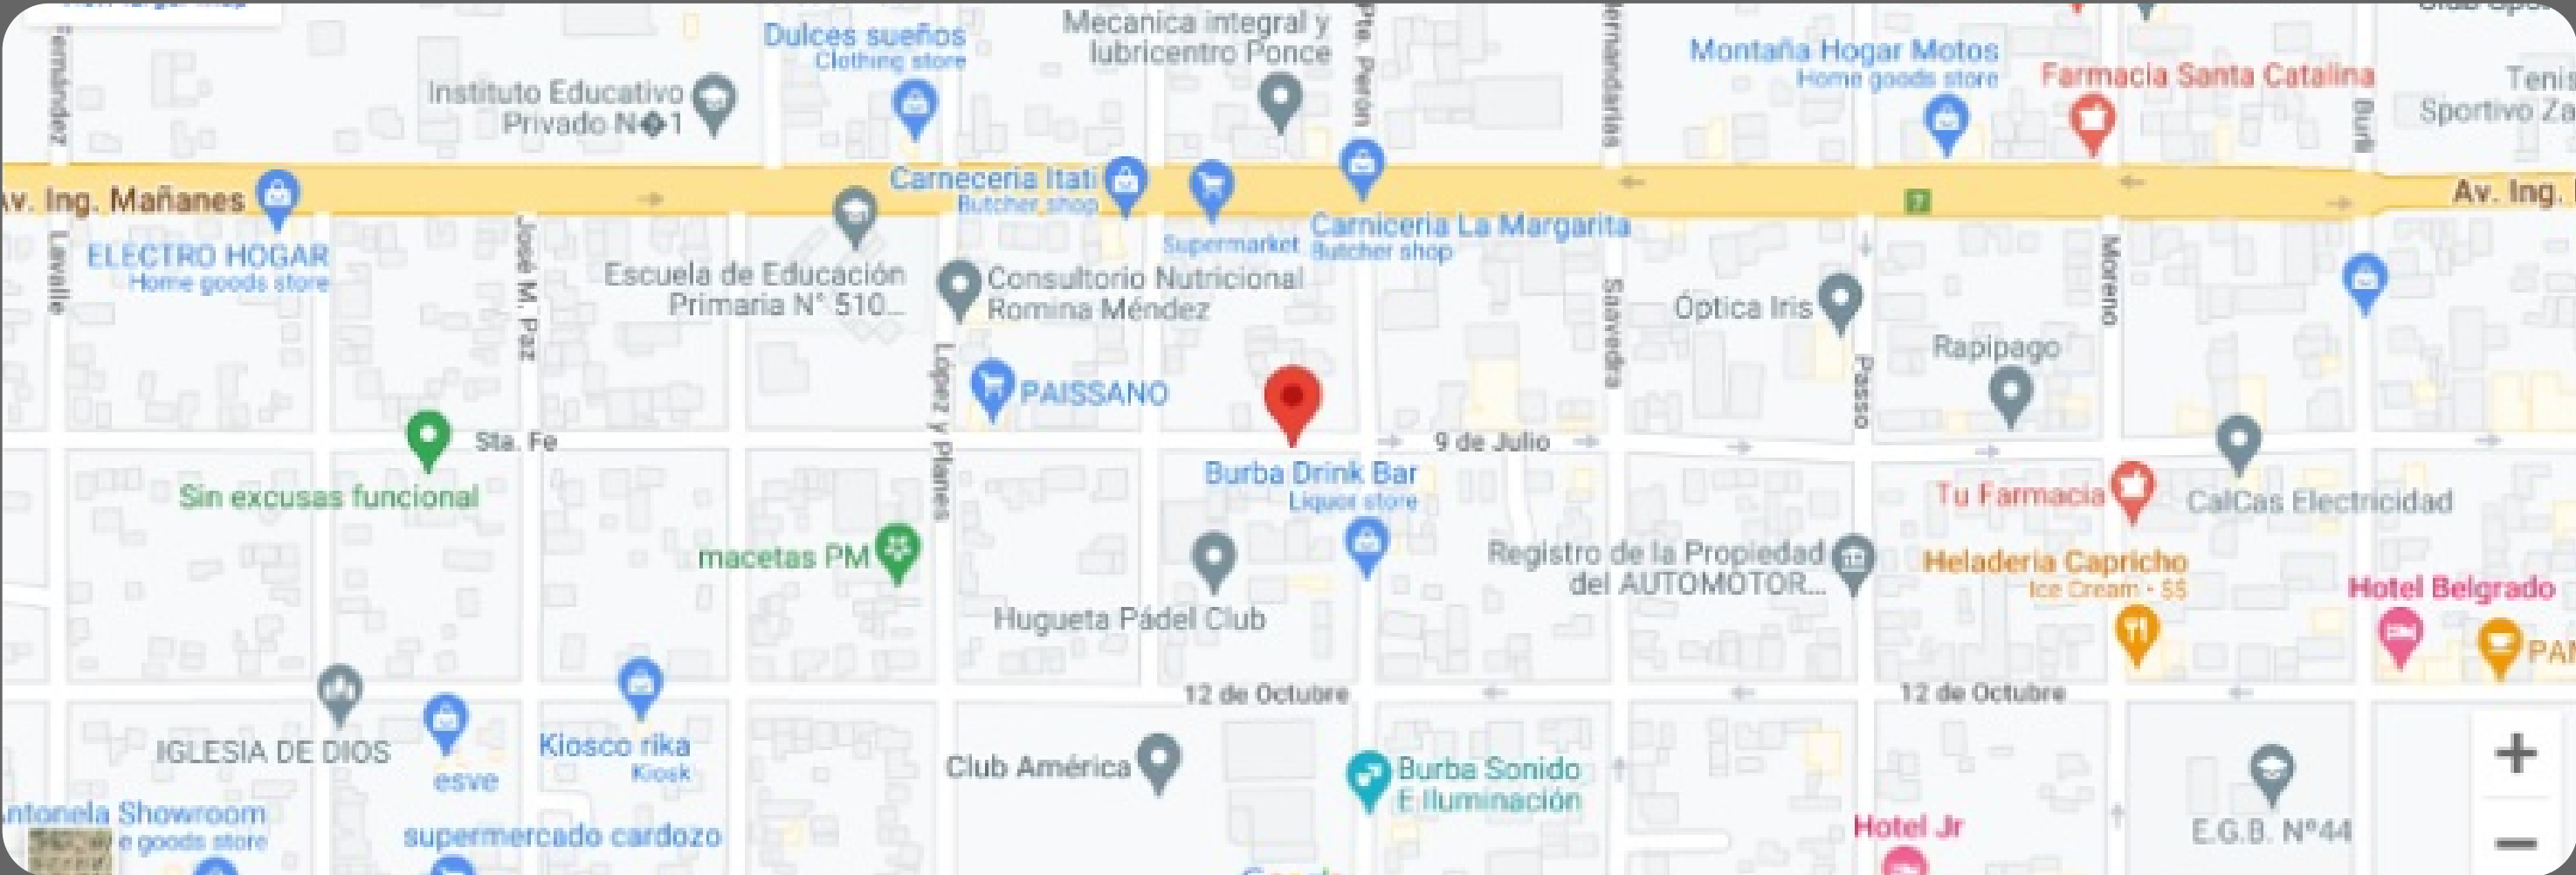 Fernández
Dulces sueños
Clothing store
Mecanica integral y
lubricentro Ponce
Pte. Perón
Montaña Hogar Motos
Home goods store
Farmacia Santa Catalina
Instituto Educativo
Privado N�1
Av. Ing. Mañanes
Carneceria Itati
Butcher shop
Supermarket
Carniceria La Margarita
Butcher shop
7
Av. Ing.
ELECTRO HOGAR
Home goods store
Lavalle
José M. Paz
Escuela de Educación
Primaria N° 510...
Consultorio Nutricional
Romina Méndez
López y Planes
PAISSANO
Saavedra
Óptica Iris
Passo
Rapipago
Moreno
Sta. Fe
9 de Julio
Sin excusas funcional
Burba Drink Bar
Liquor store
Tu Farmacia
CalCas Electricidad
macetas PM
Hugueta Pádel Club
Registro de la Propiedad
del AUTOMOTOR...
Heladeria Capricho
Ice Cream · $$
Hotel Belgrado
12 de Octubre
12 de Octubre
IGLESIA DE DIOS
esve
Kiosco rika
Kiosk
Club América
Burba Sonido
E Iluminación
ntonela Showroom
e goods store
supermercado cardozo
Hotel Jr
E.G.B. N°44
+
−